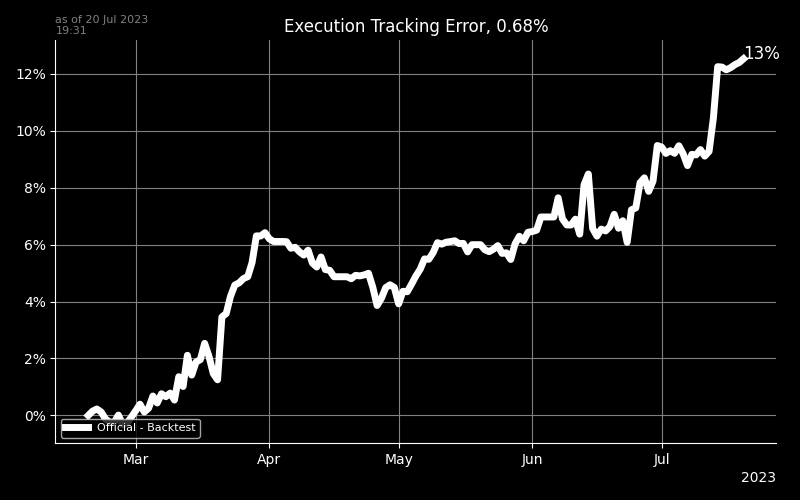 as of 20 Jul 2023
19:31
Execution Tracking Error, 0.68%
13%
12%
10%
8%
6%
4%
2%
0%
Official - Backtest
Mar
Apr
May
Jun
Jul
2023